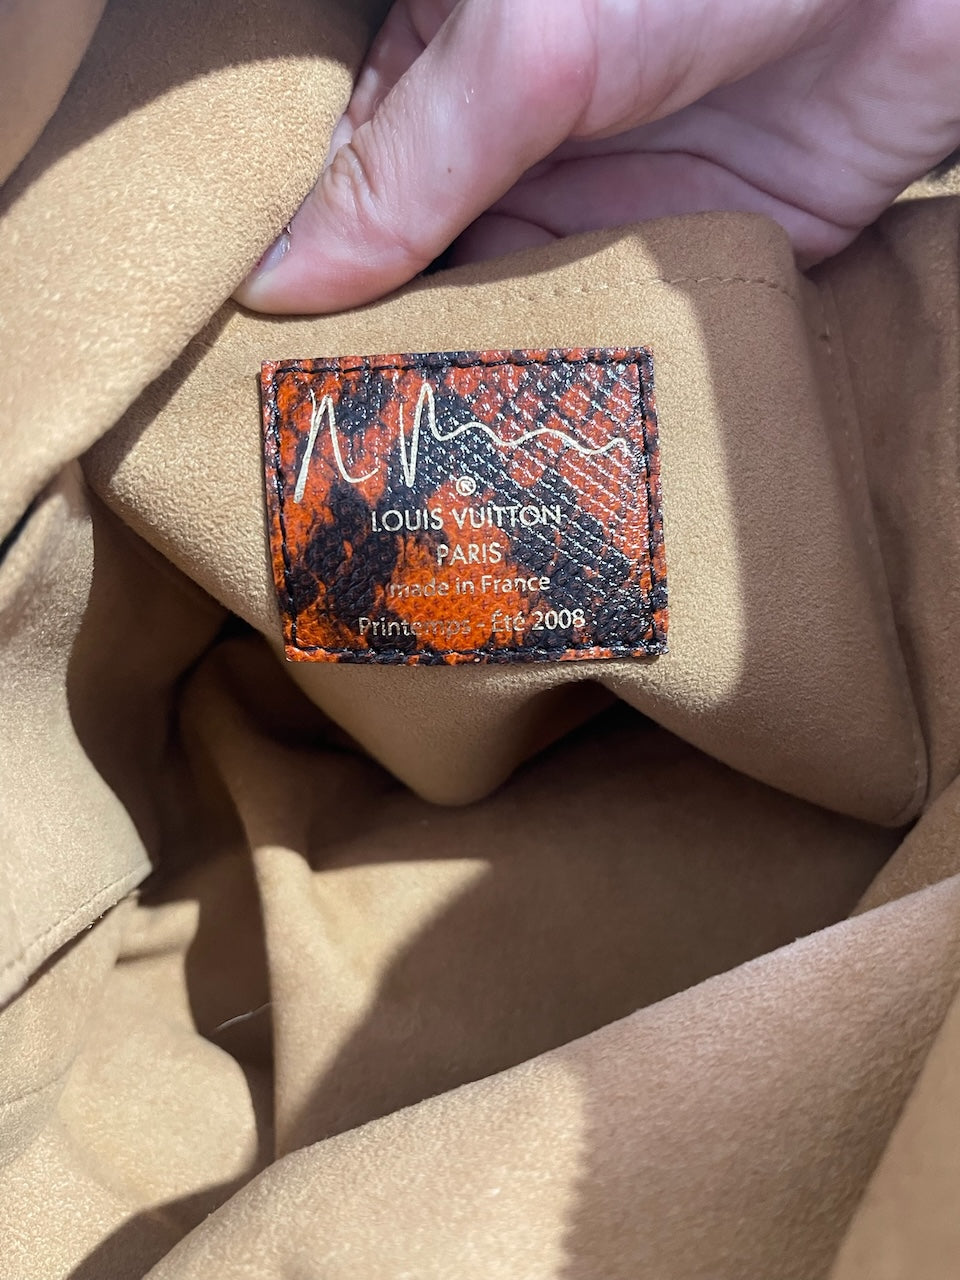 ®
LOUIS VUITTON
PARIS
made in France
Printemps - Été 2008